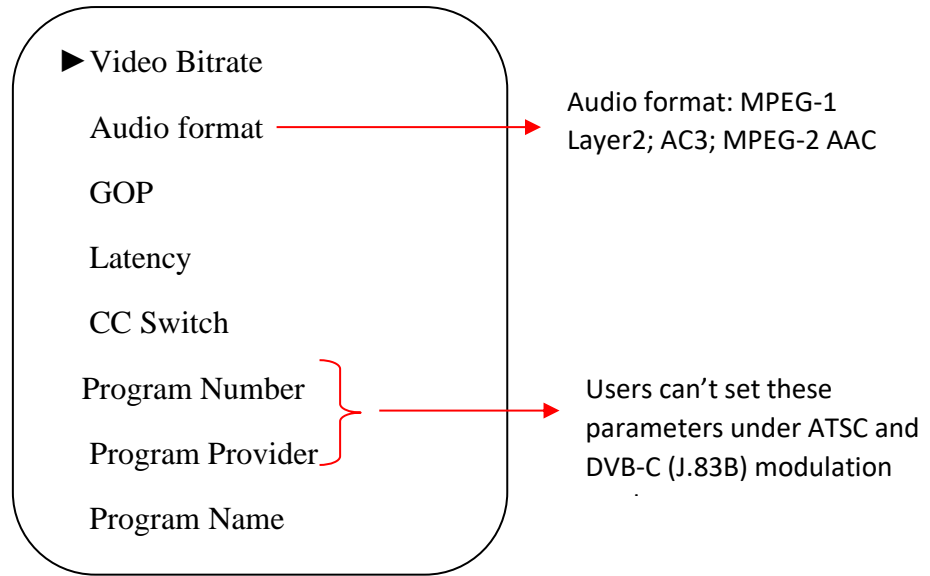 ►Video Bitrate
Audio format
Audio format: MPEG-1
Layer2; AC3; MPEG-2 AAC
GOP
Latency
CC Switch
Program Number
Program Provider
Users can’t set these
parameters under ATSC and
DVB-C (J.83B) modulation
Program Name